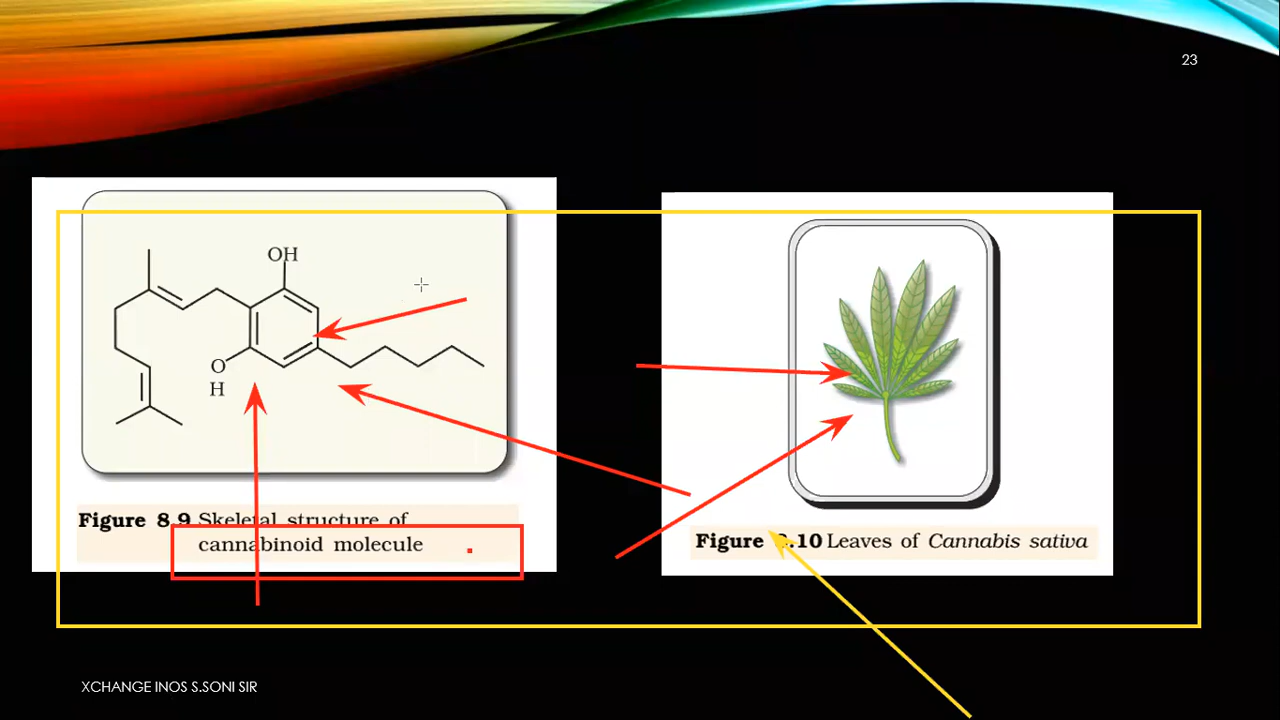 23
OH
O
H
Figure 8.9 Skeletal structure of
cannabinoid molecule
Figure .10 Leaves of Cannabis sativa
XCHANGE INOS S.SONI SIR